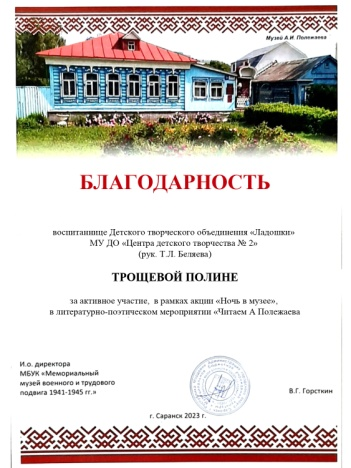 Музей А.И. Полежаева
БЛАГОДАРНОСТЬ
воспитаннице Детского творческого объединения «Ладошки»
МУ ДО «Центра детского творчества № 2»
(рук. Т.Л. Беляева)
ТРОЩЕВОЙ ПОЛИНЕ
за активное участие, в рамках акции «Ночь в музее»,
в литературно-поэтическом мероприятии «Читаем А Полежаева
И.о. директора
МБУК «Мемориальный
музей военного и трудового
подвига 1941-1945 гг.»
В.Г. Горсткин
г. Саранск 2023 г.